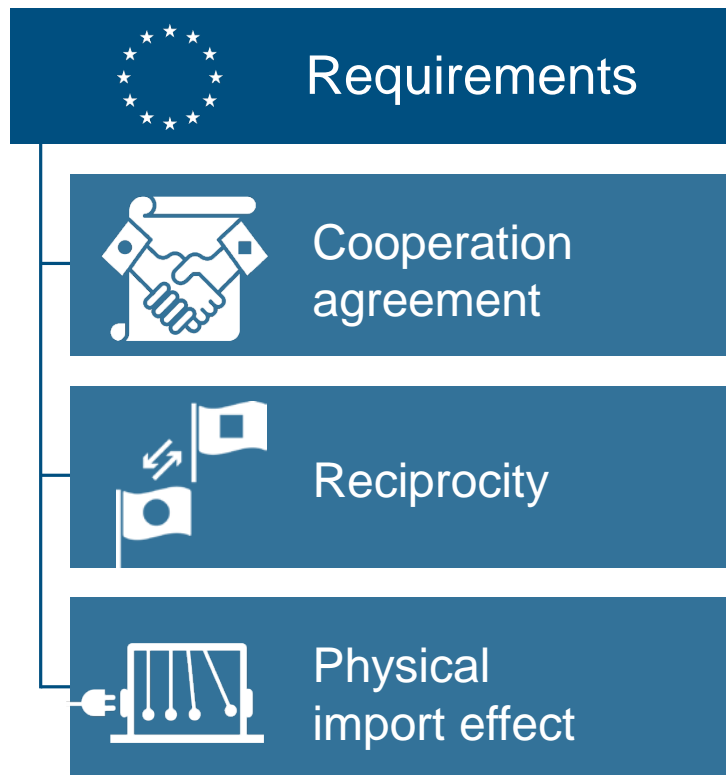 Requirements
Cooperation
agreement
Reciprocity
Physical
import effect